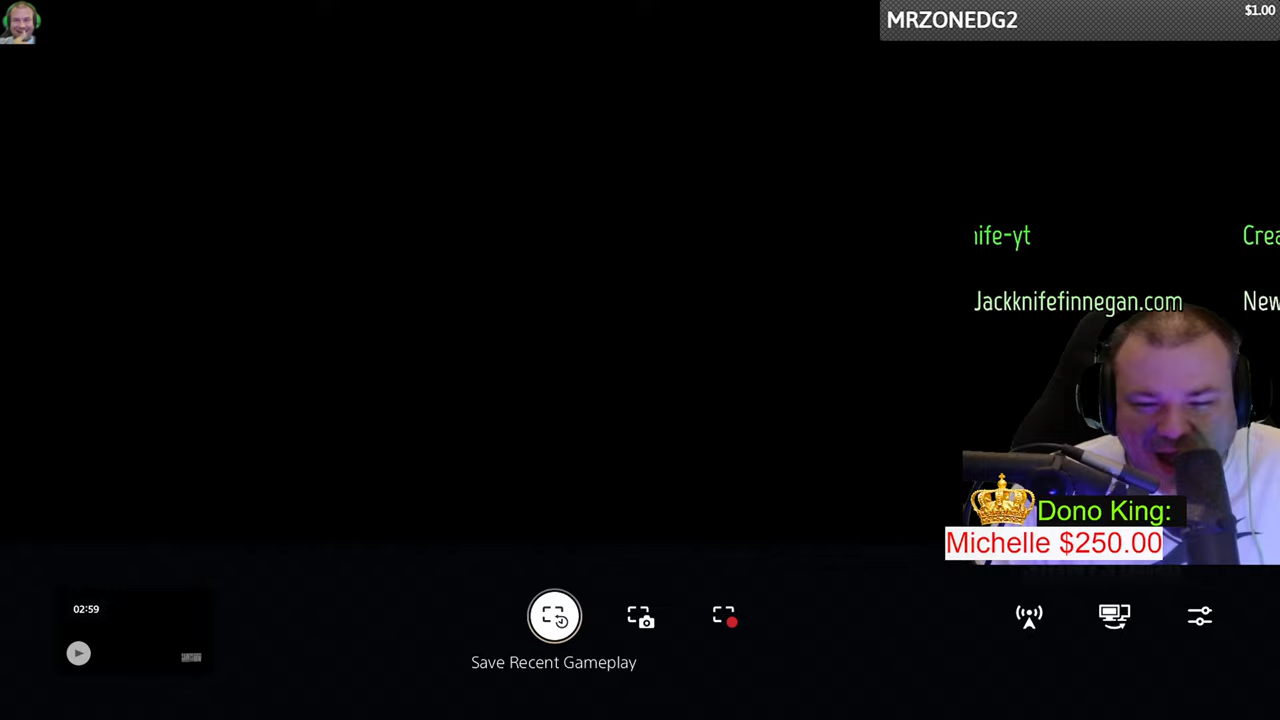 MRZONEDG2
$1.00
ife-yt
Crea
Jackknifefinnegan.com
New
Dono King:
Michelle $250.00
02:59
Save Recent Gameplay